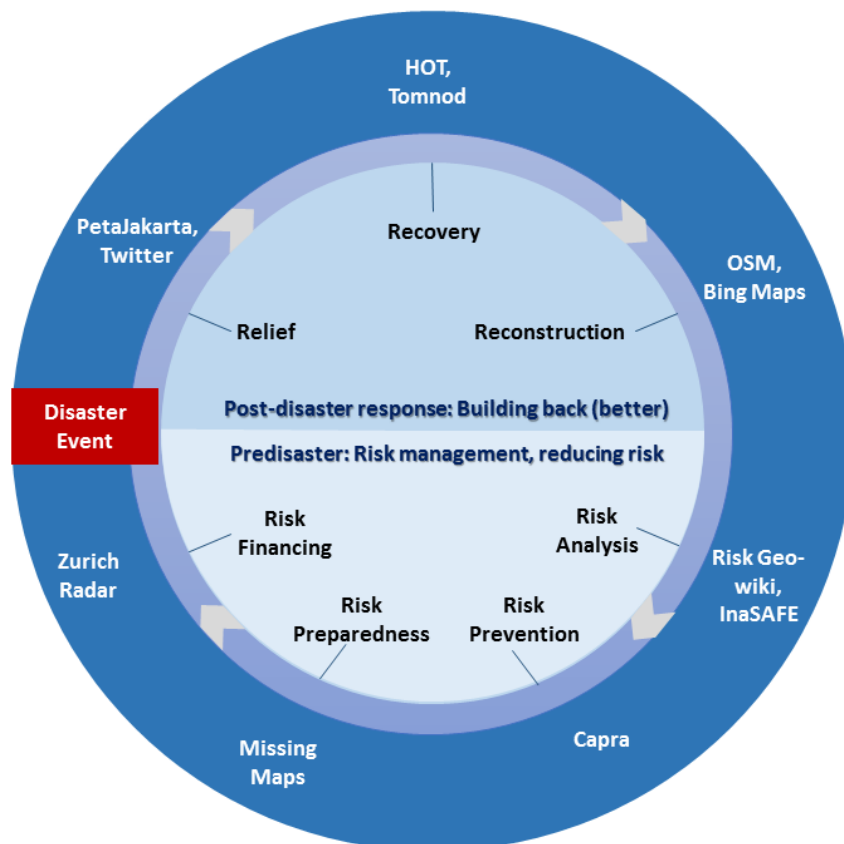 HOT,
Tomnod
PetaJakarta,
Twitter
Recovery
OSM,
Bing Maps
Relief
Reconstruction
Disaster
Event
Post-disaster response: Building back (better)
Predisaster: Risk management, reducing risk
Risk
Financing
Risk
Analysis
Zurich
Radar
Risk Geo-
wiki,
InaSAFE
Risk
Preparedness
Risk
Prevention
Missing
Maps
Capra